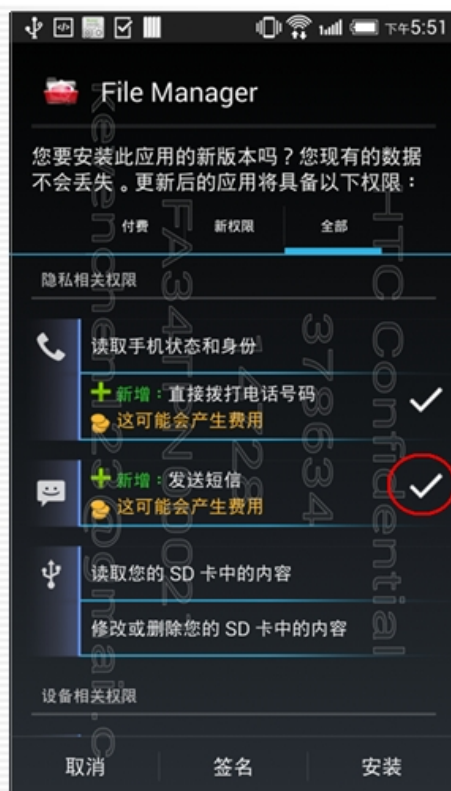 下午5:51
File Manager
您要安装此应用的新版本吗？您现有的数据
不会丢失。更新后的应用将具备以下权限：
付费 新权限 全部
隐私相关权限
读取手机状态和身份
新增：直接拨打电话号码
这可能会产生费用
新增：发送短信
这可能会产生费用
读取您的 SD 卡中的内容
修改或删除您的 SD 卡中的内容
设备相关权限
取消 签名 安装
HTC Confidential
378634